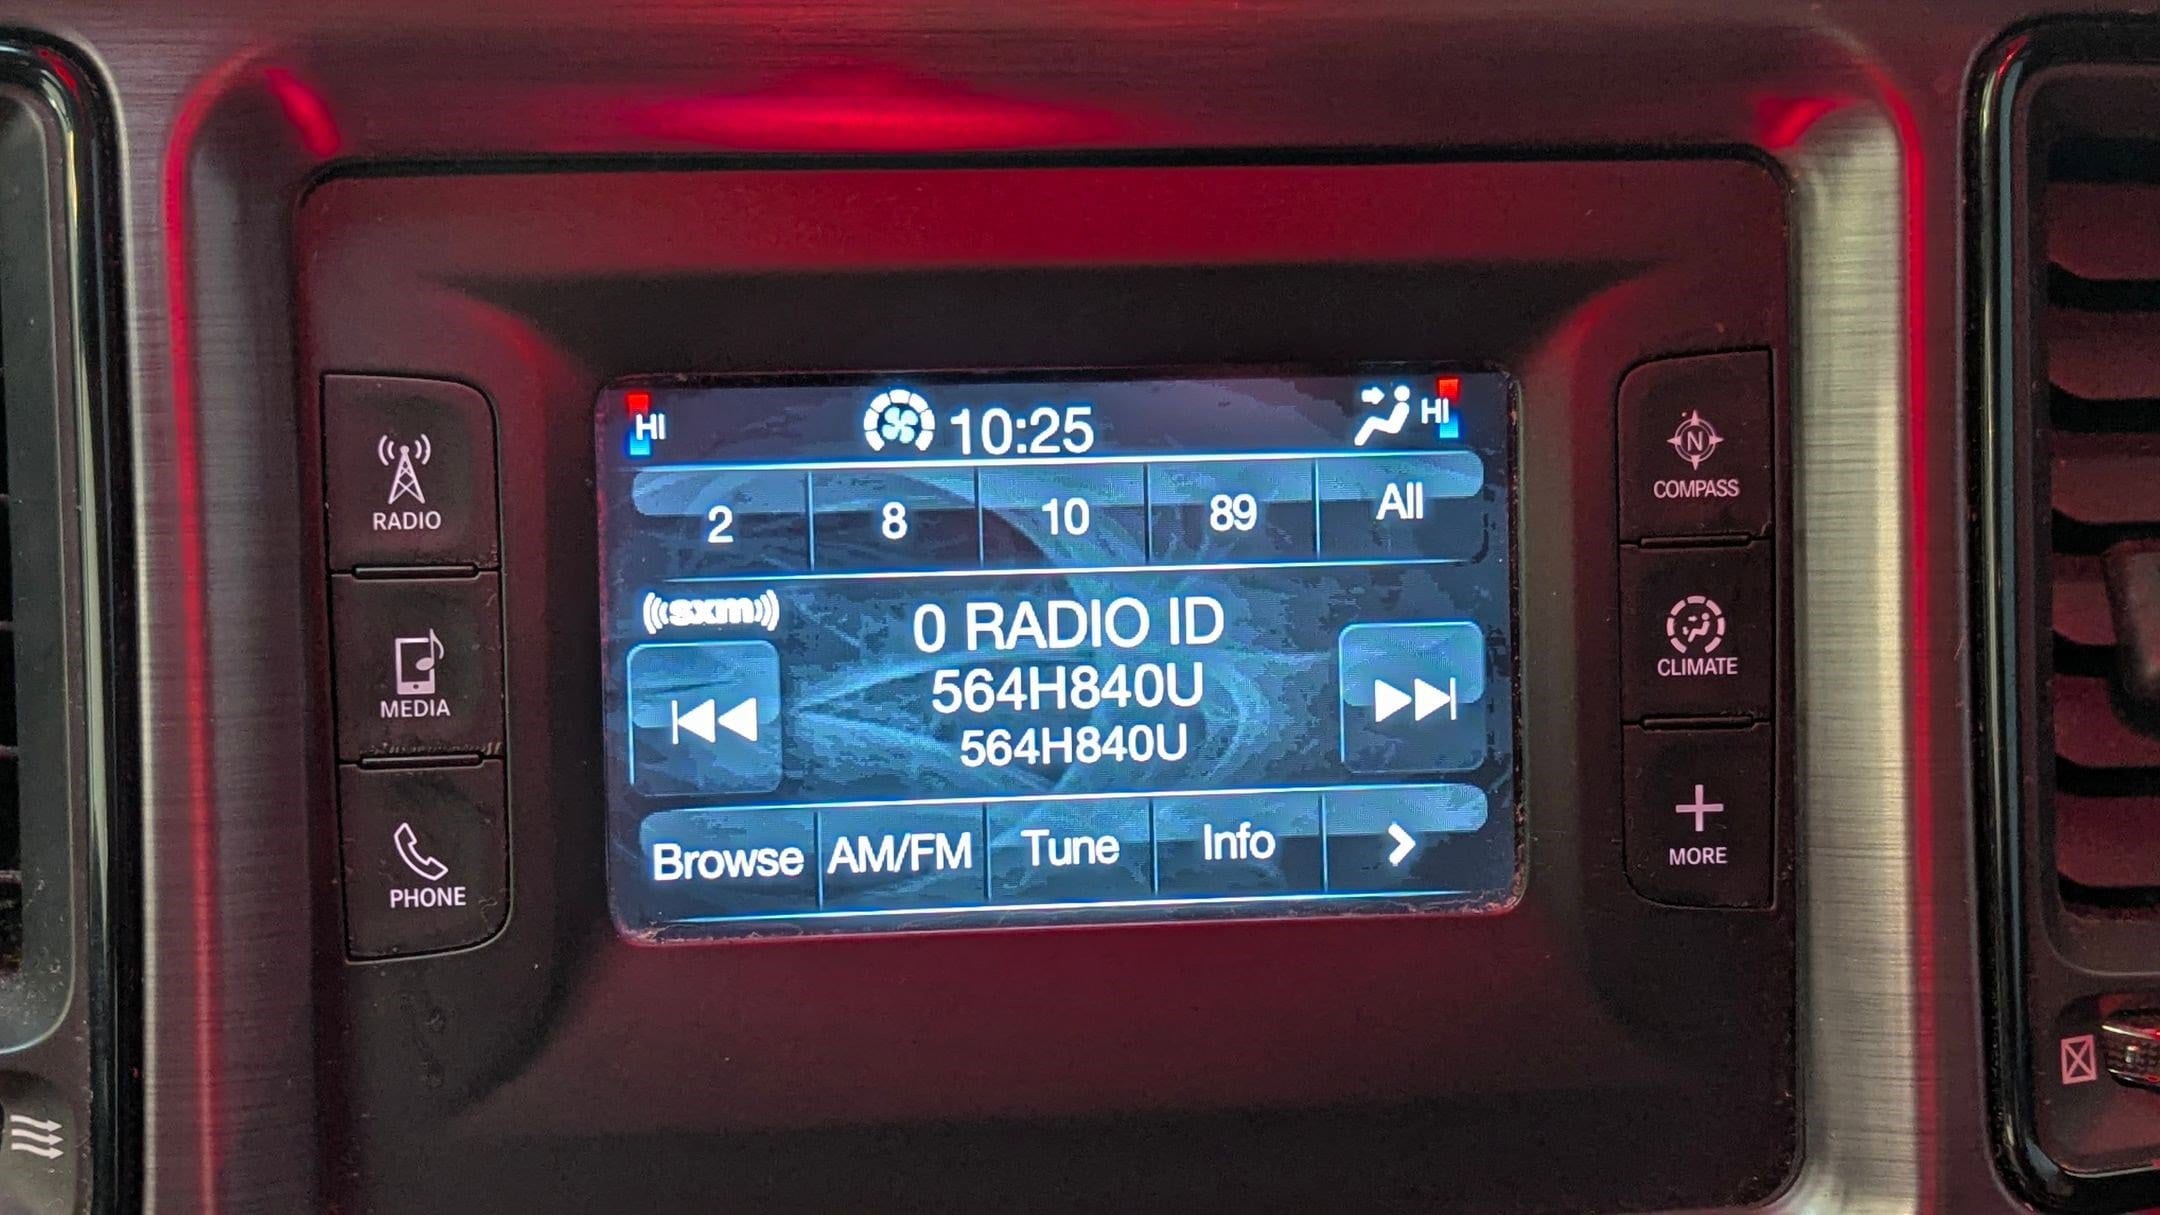 HI 10:25 HI
2 8 10 89 All
sxm
0 RADIO ID
564H840U
564H840U
Browse AM/FM Tune Info
RADIO
MEDIA
PHONE
N
COMPASS
CLIMATE
MORE